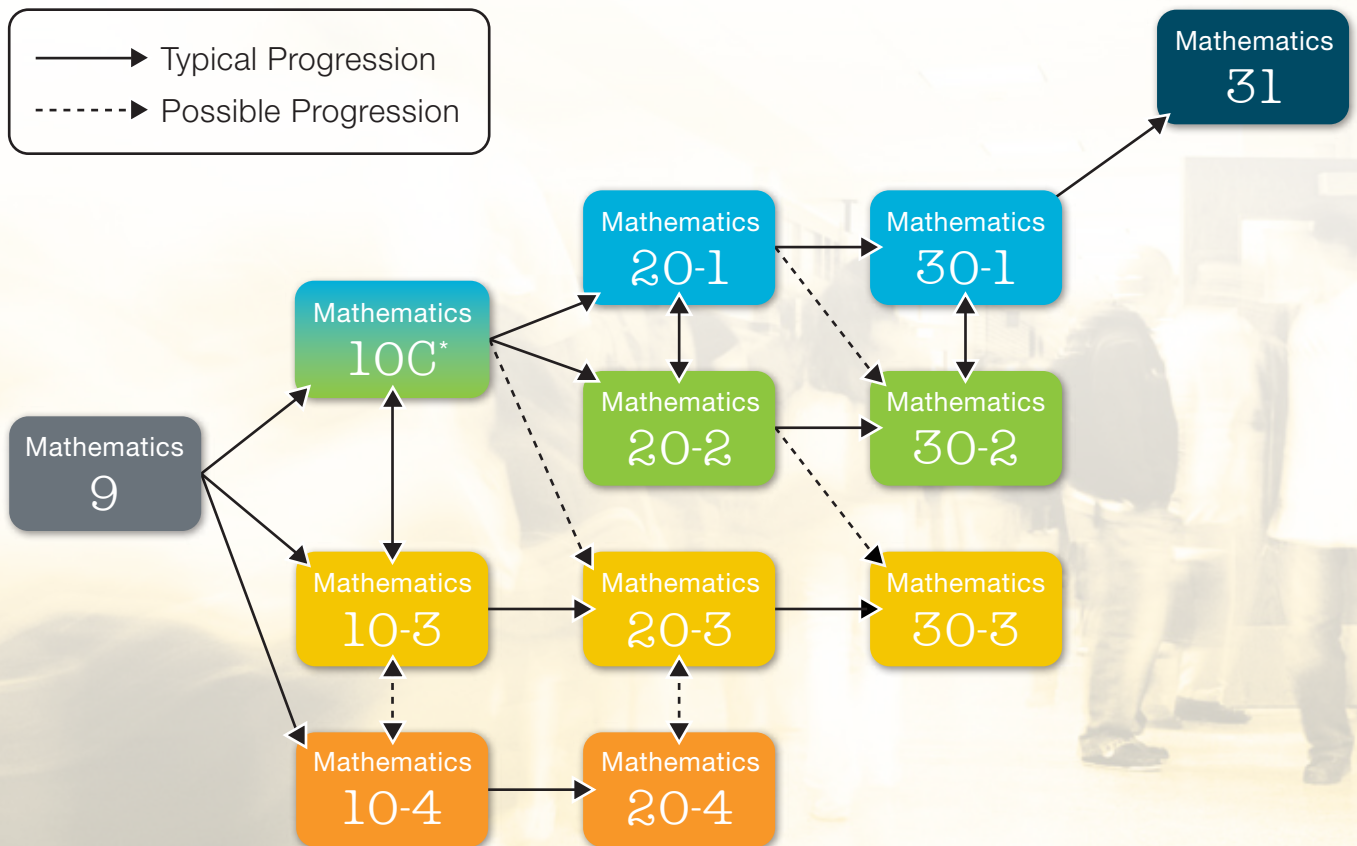 Typical Progression
Possible Progression
Mathematics
31
Mathematics
20-1
Mathematics
30-1
Mathematics
10C*
Mathematics
20-2
Mathematics
30-2
Mathematics
9
Mathematics
10-3
Mathematics
20-3
Mathematics
30-3
Mathematics
10-4
Mathematics
20-4